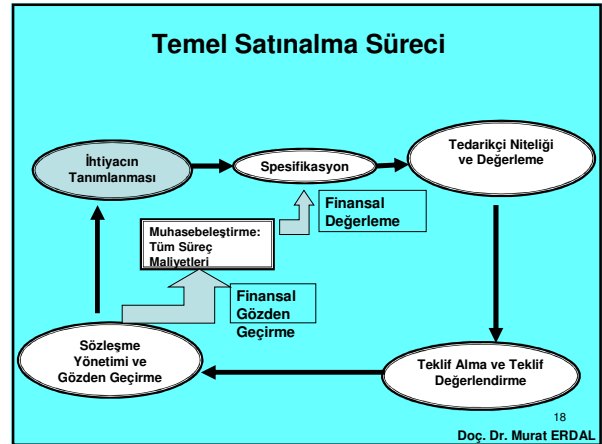 Temel Satınalma Süreci
İhtiyacın
Tanımlanması
Spesifikasyon
Tedarikçi Niteliği
ve Değerleme
Finansal
Değerleme
Muhasebeleştirme:
Tüm Süreç
Maliyetleri
Finansal
Gözden
Geçirme
Sözleşme
Yönetimi ve
Gözden Geçirme
Teklif Alma ve Teklif
Değerlendirme
18
Doç. Dr. Murat ERDAL